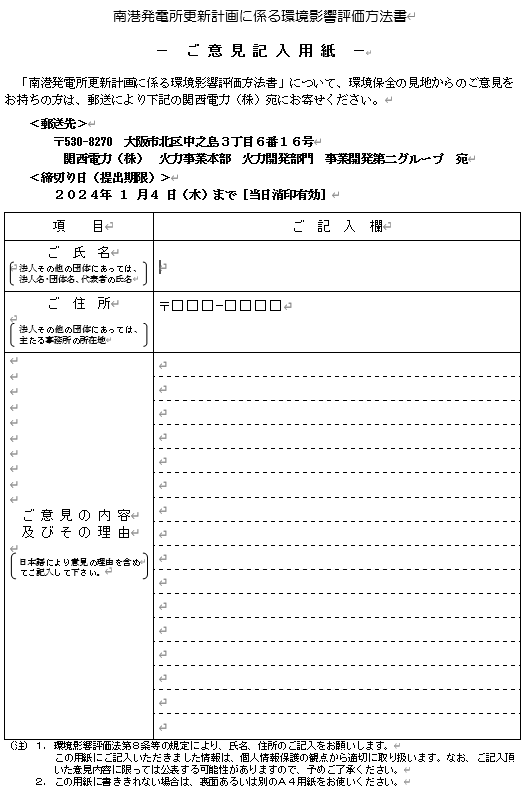 南港発電所更新計画に係る環境影響評価方法書
－ ご 意 見 記 入 用 紙 －
「南港発電所更新計画に係る環境影響評価方法書」について、環境保全の見地からのご意見を
お持ちの方は、郵送により下記の関西電力（株）宛にお寄せください。
＜郵送先＞
〒530-8270 大阪市北区中之島３丁目６番１６号
関西電力（株） 火力事業本部 火力開発部門 事業開発第二グループ 宛
＜締切り日（提出期限）＞
２０２４年 １ 月４ 日（木）まで［当日消印有効］
項 目
ご 記 入 欄
ご 氏 名
法人その他の団体にあっては、
法人名・団体名、代表者の氏名
ご 住 所
〒□□□－□□□□
法人その他の団体にあっては、
主たる事務所の所在地
ご 意 見 の 内 容
及 び そ の 理 由
日本語により意見の理由を含め
てご記入して下さい。
（注） １．環境影響評価法第８条等の規定により、氏名、住所のご記入をお願いします。
この用紙にご記入いただきました情報は、個人情報保護の観点から適切に取り扱います。なお、ご記入頂
いた意見内容に限っては公表する可能性がありますので、予めご了承ください。
２．この用紙に書ききれない場合は、裏面あるいは別のＡ４用紙をお使いください。